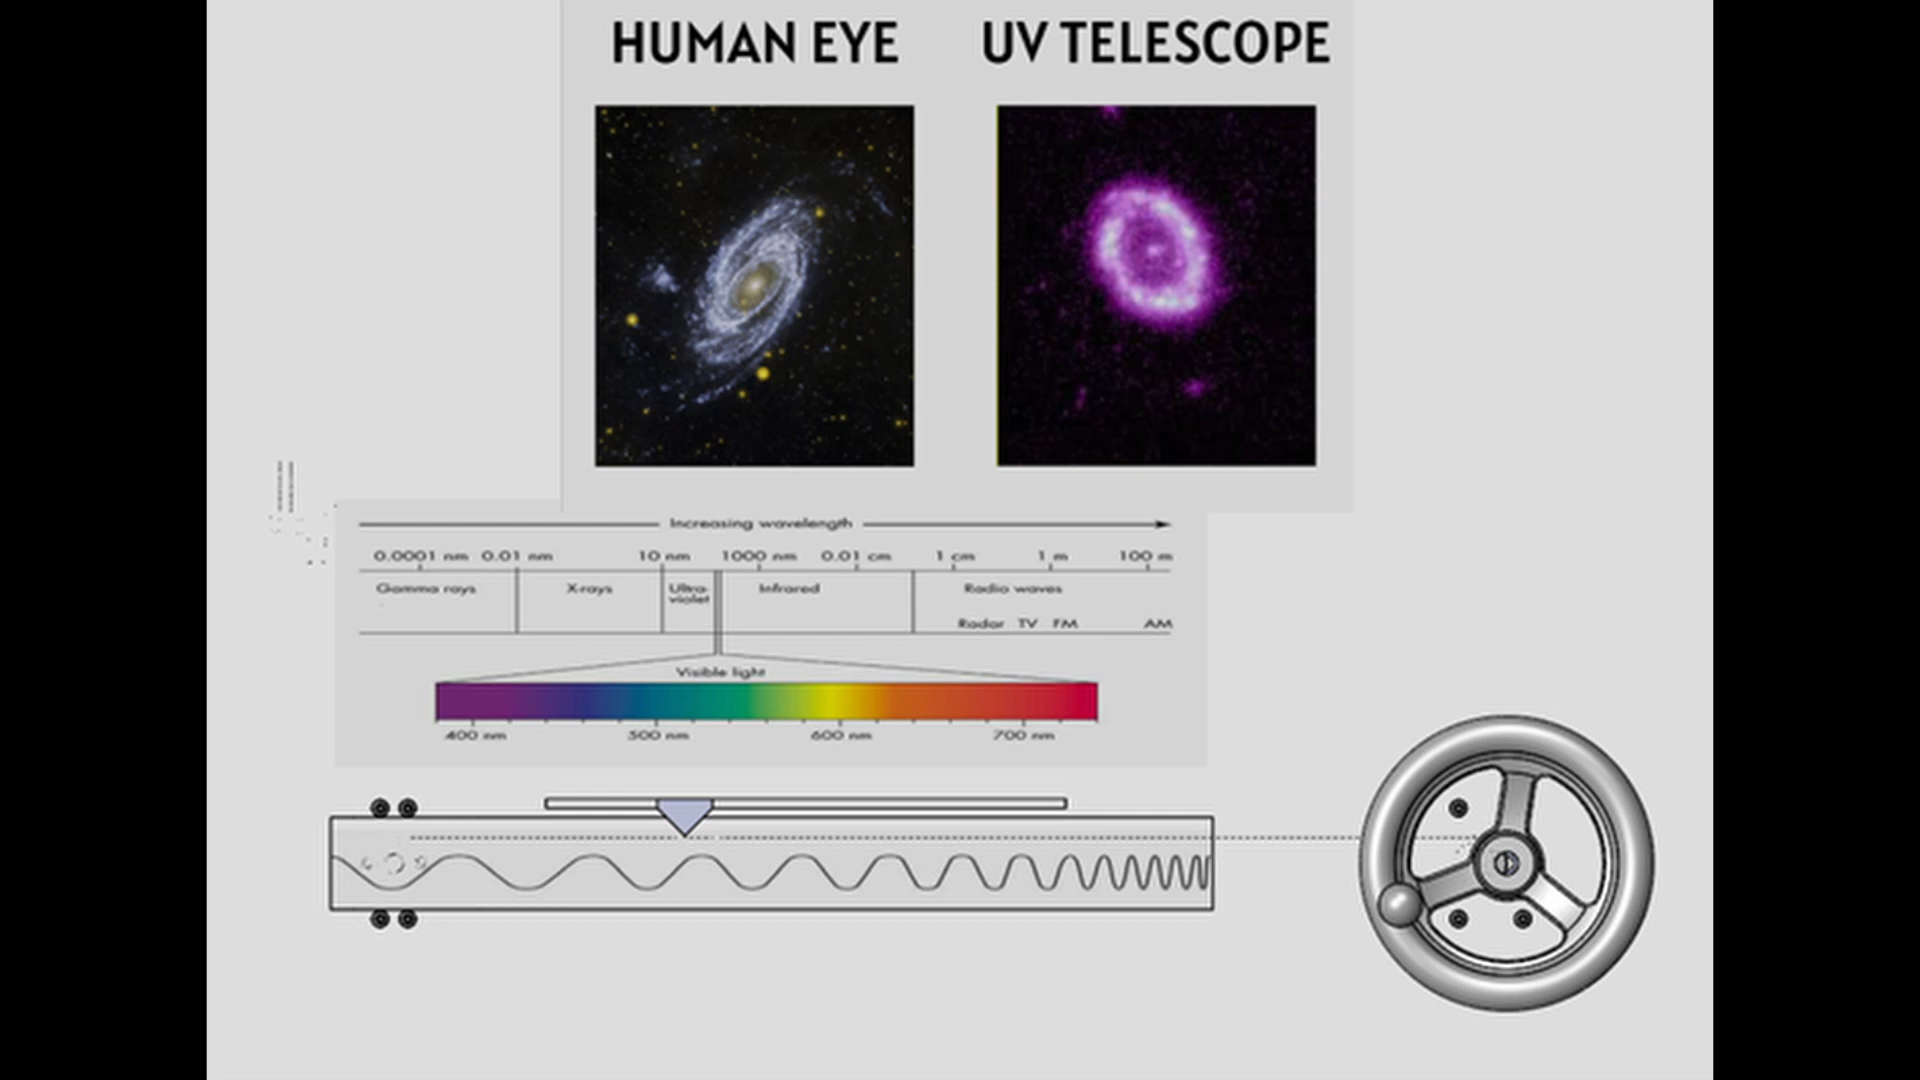 HUMAN EYE UV TELESCOPE
Increasing wavelength
0.0001 nm 0.01 nm 10 nm 1000 nm 0.01 cm 1 cm 1 m 100 m
Gamma rays X-rays Ultra-
violet Infrared Radio waves
Radar TV FM AM
Visible light
400 nm 500 nm 600 nm 700 nm